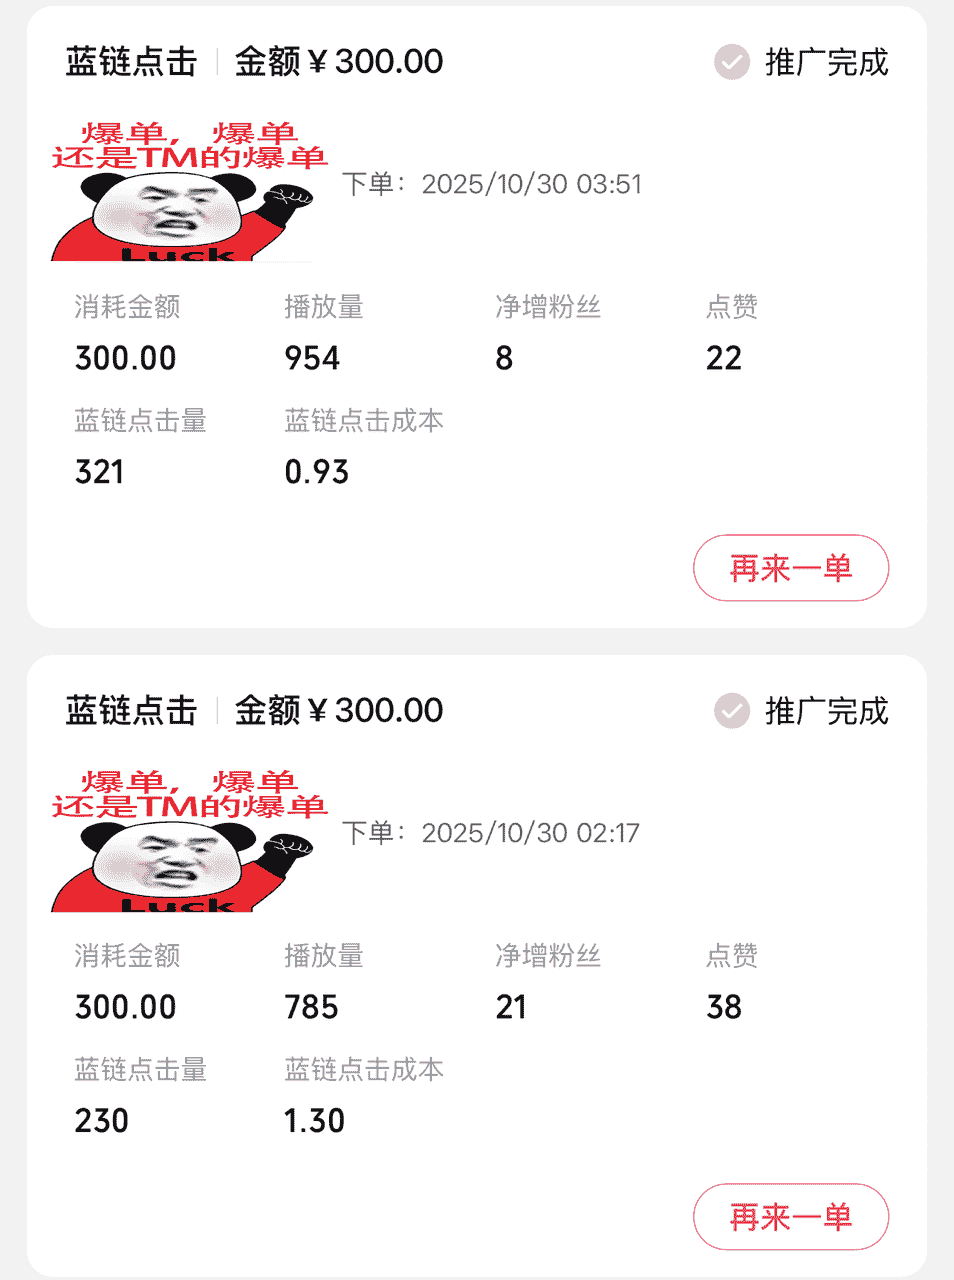 蓝链点击 金额¥300.00 推广完成
爆单, 爆单
还是TM的爆单
下单：2025/10/30 03:51
Luck
消耗金额 播放量 净增粉丝 点赞
300.00 954 8 22
蓝链点击量 蓝链点击成本
321 0.93
再来一单
蓝链点击 金额¥300.00 推广完成
爆单, 爆单
还是TM的爆单
下单：2025/10/30 02:17
Luck
消耗金额 播放量 净增粉丝 点赞
300.00 785 21 38
蓝链点击量 蓝链点击成本
230 1.30
再来一单